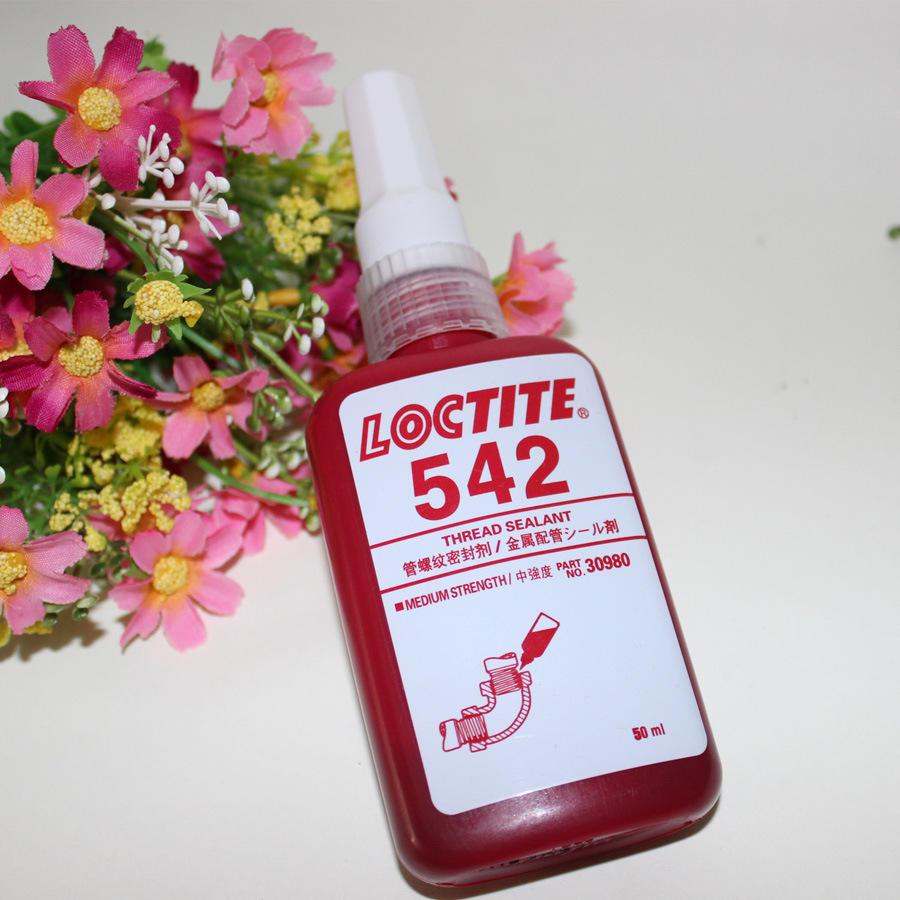 LOCTITE®
542
THREAD SEALANT
管螺纹密封剂 / 金属配管シール剤
■ MEDIUM STRENGTH / 中強度 PART NO. 30980
50 ml